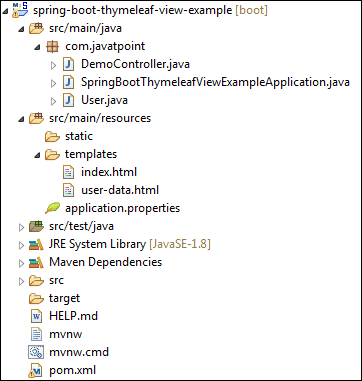 spring-boot-thymeleaf-view-example [boot]
src/main/java
com.javatpoint
DemoController.java
SpringBootThymeleafViewExampleApplication.java
User.java
src/main/resources
static
templates
index.html
user-data.html
application.properties
src/test/java
JRE System Library [JavaSE-1.8]
Maven Dependencies
src
target
HELP.md
mvnw
mvnw.cmd
pom.xml